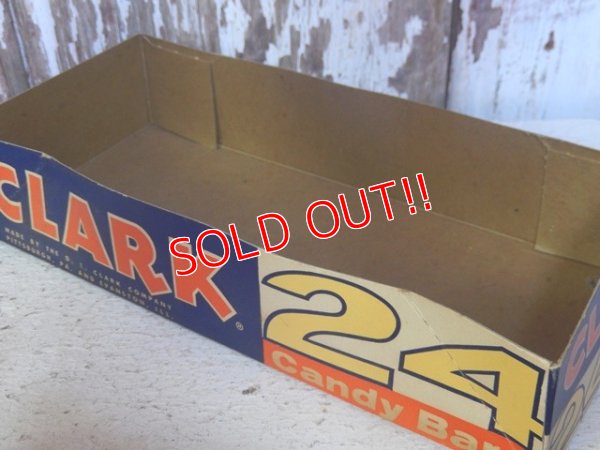 SOLD OUT!!
CLARK
®
MADE BY THE D. L. CLARK COMPANY
PITTSBURGH, PA. AND EVANSTON, ILL.
24
Candy Bar